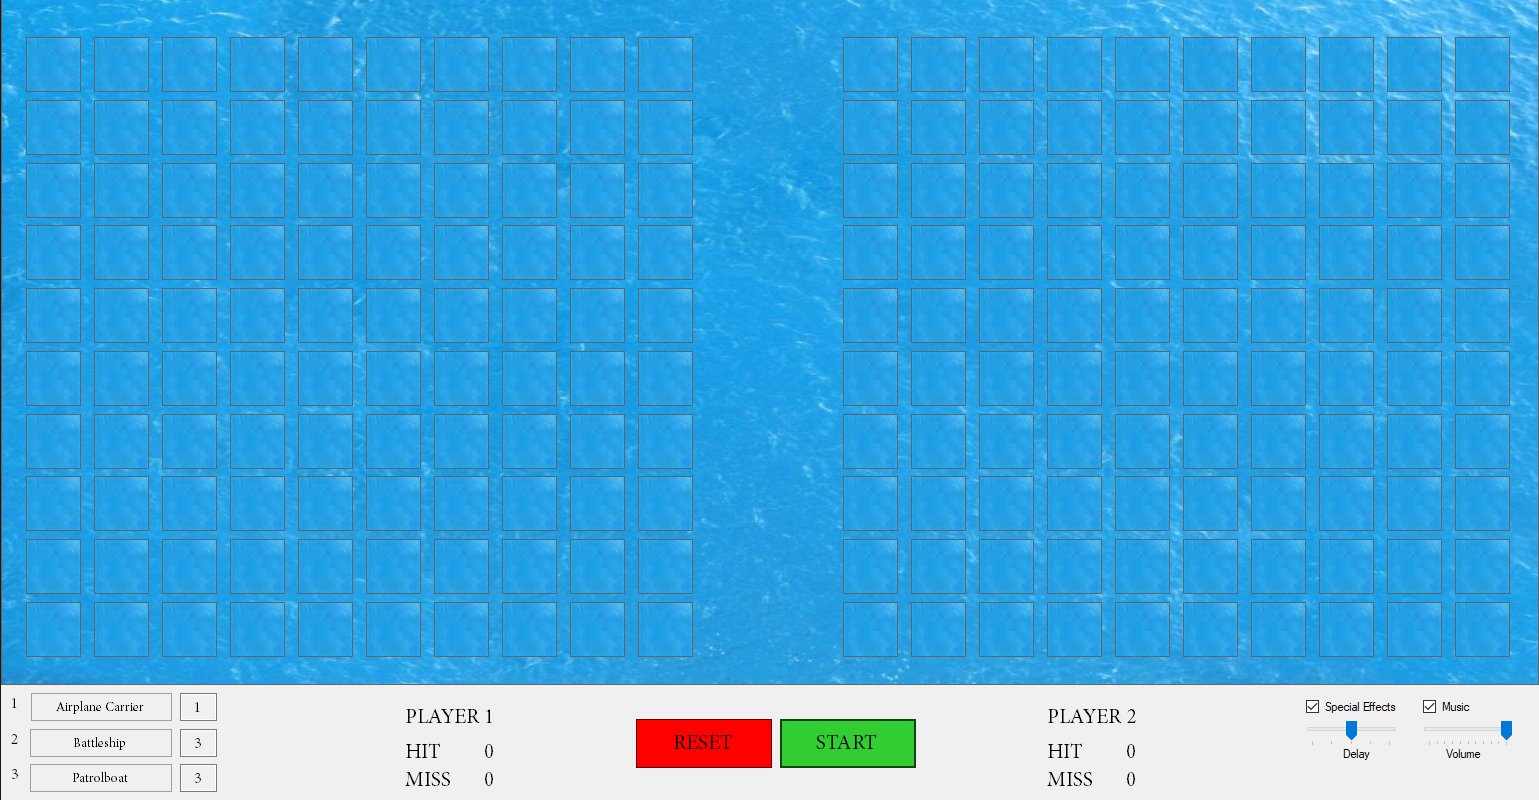 1 Airplane Carrier 1
2 Battleship 3
3 Patrolboat 3
PLAYER 1
HIT 0
MISS 0
RESET START
PLAYER 2
HIT 0
MISS 0
Special Effects Music
Delay Volume